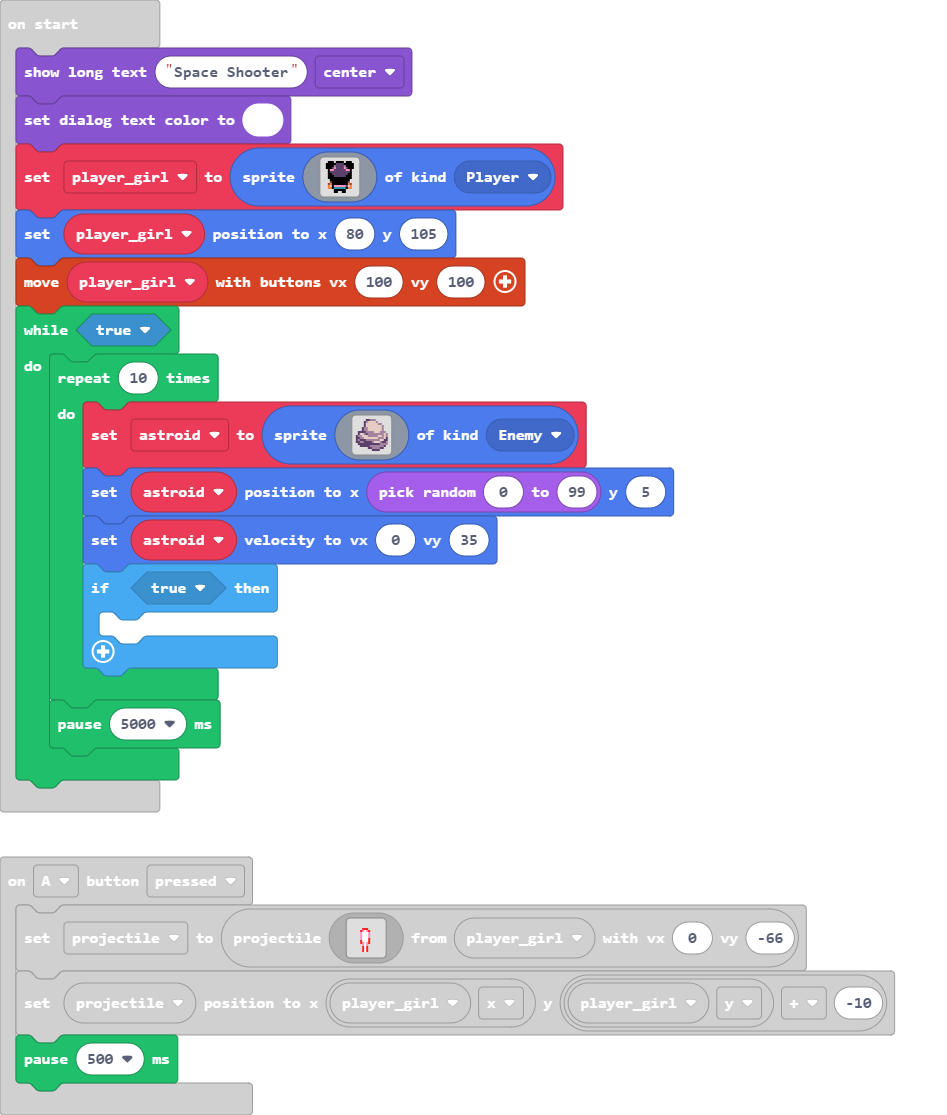 on start
show long text "Space Shooter" center
set dialog text color to
set player_girl to sprite of kind Player
set player_girl position to x 80 y 105
move player_girl with buttons vx 100 vy 100
while true
do
repeat 10 times
do
set astroid to sprite of kind Enemy
set astroid position to x pick random 0 to 99 y 5
set astroid velocity to vx 0 vy 35
if true then
pause 5000 ms
on A button pressed
set projectile to projectile from player_girl with vx 0 vy -66
set projectile position to x player_girl x y player_girl y + -10
pause 500 ms